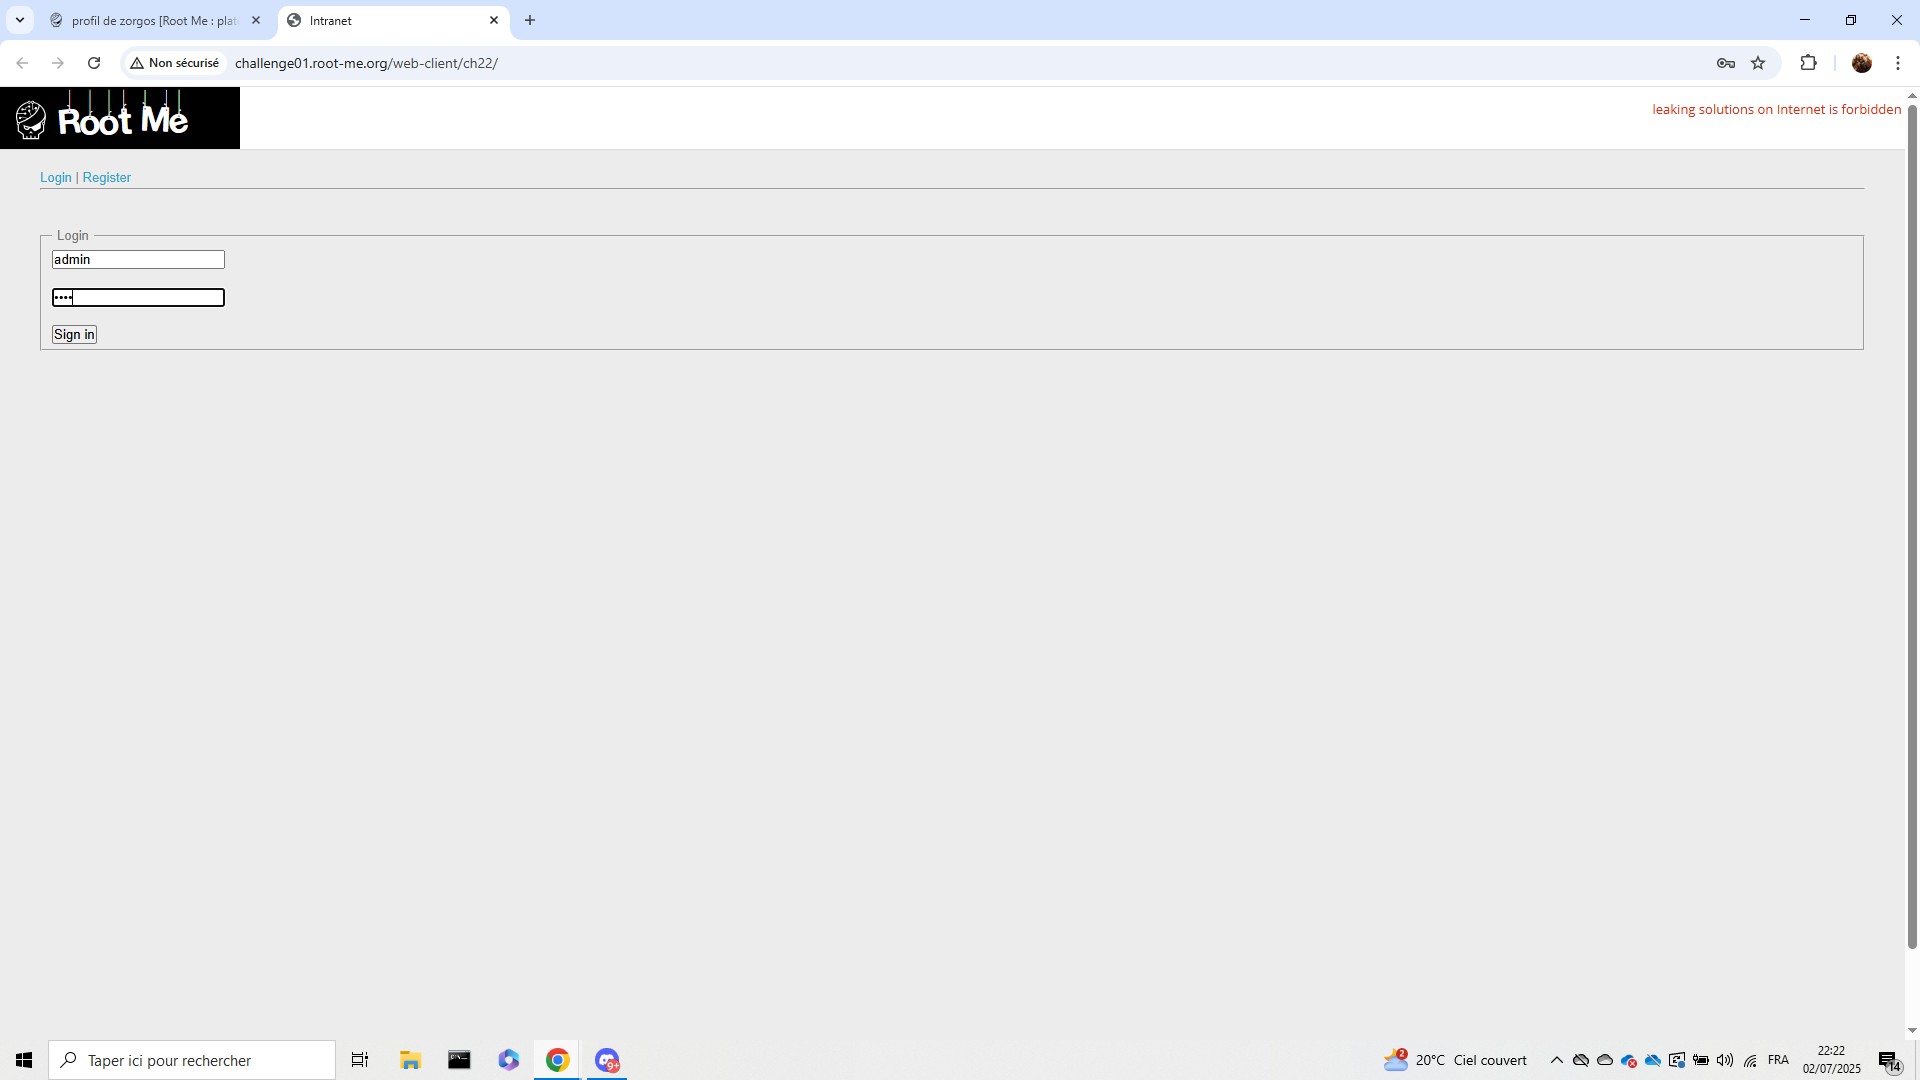 profil de zorgos [Root Me : plat
Intranet
Non sécurisé
challenge01.root-me.org/web-client/ch22/
Root Me
leaking solutions on Internet is forbidden
Login | Register
Login
admin
••••
Sign in
Taper ici pour rechercher
9+
2
20°C Ciel couvert
FRA
22:22
02/07/2025
14